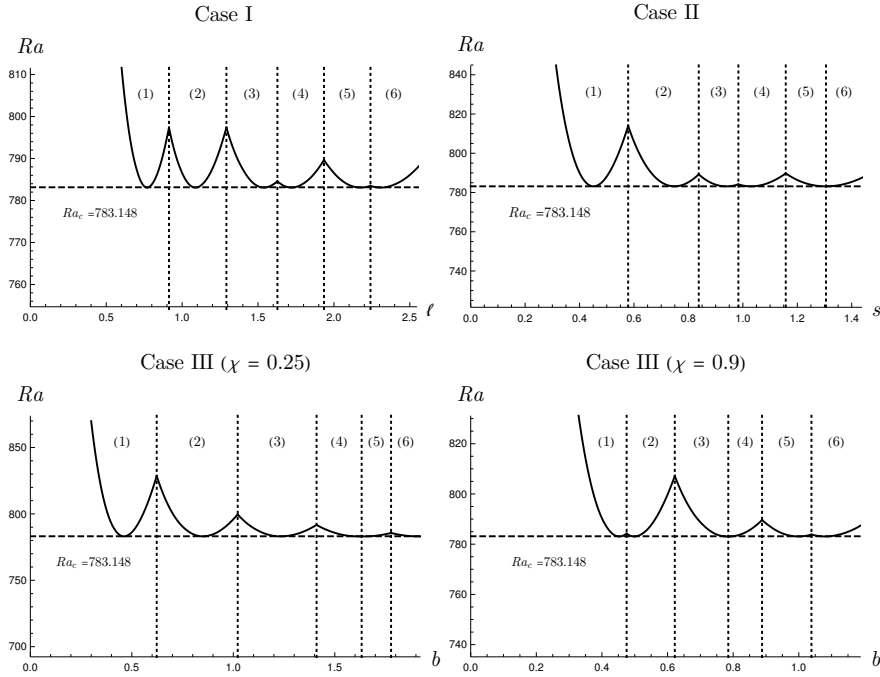 Case I
Ra
810
800
790
780
770
760
(1) (2) (3) (4) (5) (6)
Ra_c =783.148
0.0 0.5 1.0 1.5 2.0 2.5
ℓ
Case II
Ra
840
820
800
780
760
740
(1) (2) (3) (4) (5) (6)
Ra_c =783.148
0.0 0.2 0.4 0.6 0.8 1.0 1.2 1.4
s
Case III (χ = 0.25)
Ra
850
800
750
700
(1) (2) (3) (4) (5) (6)
Ra_c =783.148
0.0 0.5 1.0 1.5
b
Case III (χ = 0.9)
Ra
820
800
780
760
740
(1) (2) (3) (4) (5) (6)
Ra_c =783.148
0.0 0.2 0.4 0.6 0.8 1.0
b